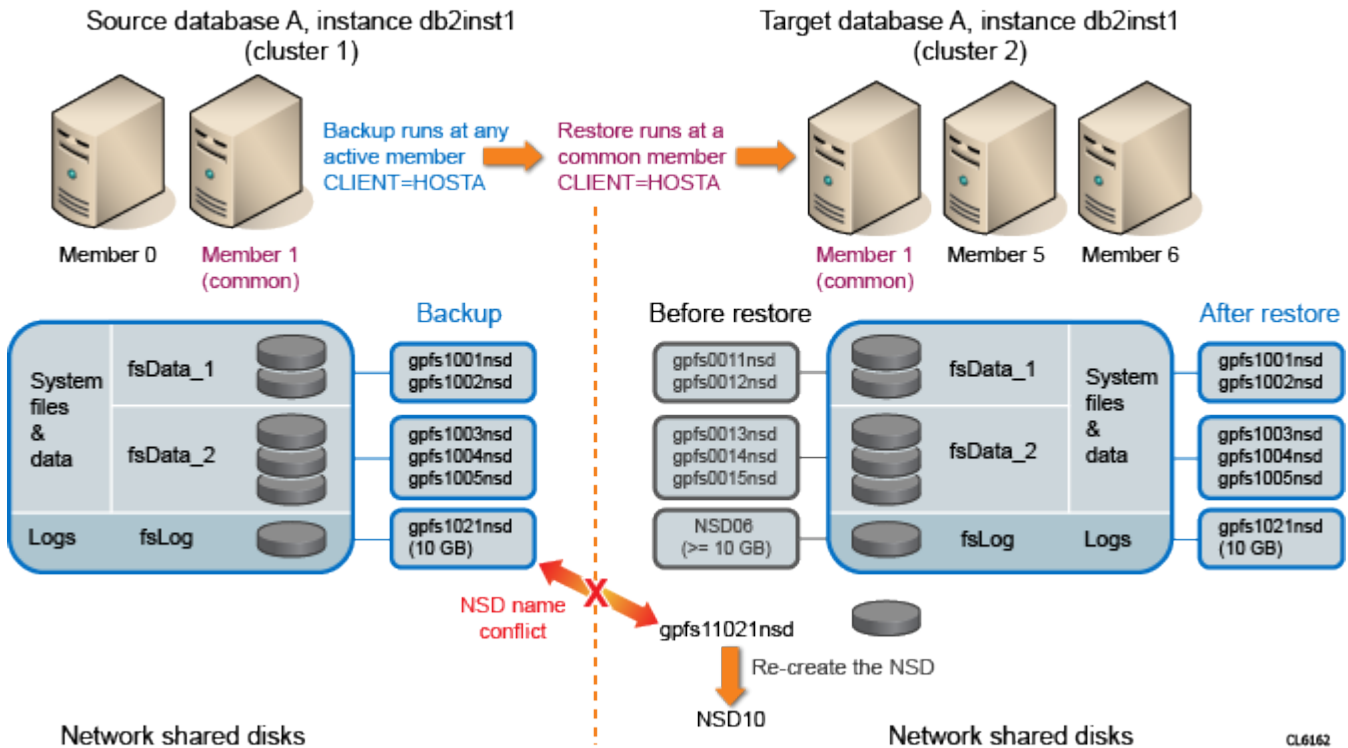 Source database A, instance db2inst1
(cluster 1)
Target database A, instance db2inst1
(cluster 2)
Backup runs at any
active member
CLIENT=HOSTA
Restore runs at a
common member
CLIENT=HOSTA
Member 0
Member 1
(common)
Member 1
(common)
Member 5
Member 6
Backup
Before restore
After restore
System
files
&
data
fsData_1
gpfs1001nsd
gpfs1002nsd
fsData_2
gpfs1003nsd
gpfs1004nsd
gpfs1005nsd
Logs
fsLog
gpfs1021nsd
(10 GB)
gpfs0011nsd
gpfs0012nsd
fsData_1
System
files
&
data
gpfs1001nsd
gpfs1002nsd
gpfs0013nsd
gpfs0014nsd
gpfs0015nsd
fsData_2
gpfs1003nsd
gpfs1004nsd
gpfs1005nsd
NSD06
(>= 10 GB)
fsLog
Logs
gpfs1021nsd
(10 GB)
X
NSD name
conflict
gpfs11021nsd
Re-create the NSD
NSD10
Network shared disks
Network shared disks
CL6162